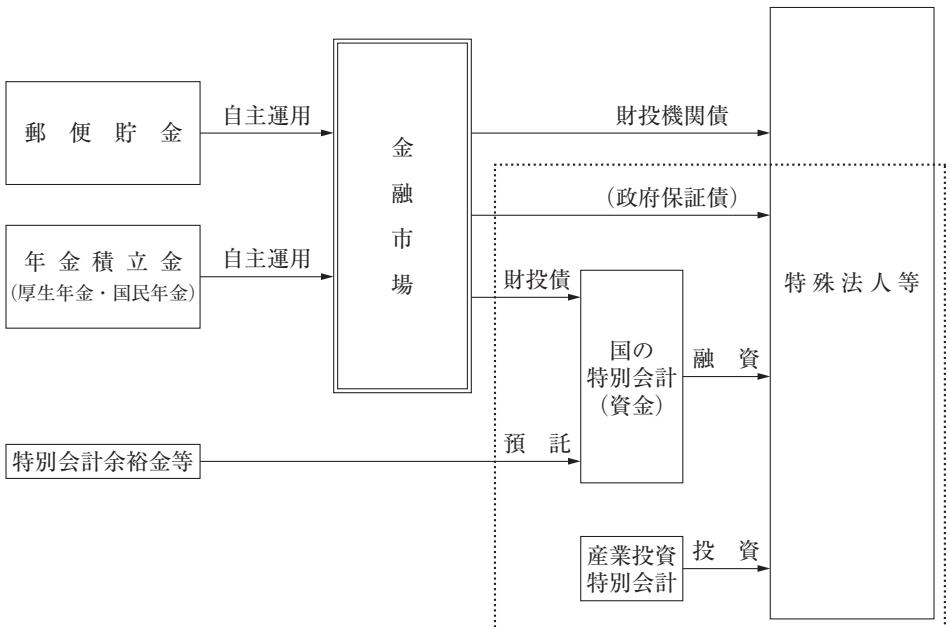 郵便貯金
自主運用
年金積立金
(厚生年金・国民年金)
自主運用
金融市場
財投機関債
(政府保証債)
財投債
国の
特別会計
(資金)
融資
特別会計余裕金等
預託
産業投資
特別会計
投資
特殊法人等